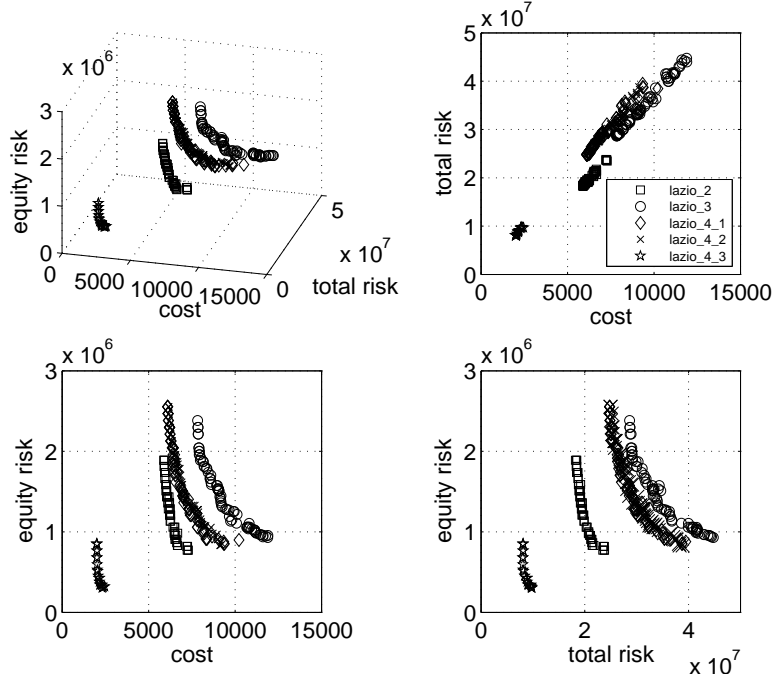 x 10^6
3
2
1
0
equity risk
0
5000
10000
15000
cost
0
5
x 10^7
total risk
x 10^7
5
4
3
2
1
0
total risk
0
5000
10000
15000
cost
lazio_2
lazio_3
lazio_4_1
lazio_4_2
lazio_4_3
x 10^6
3
2
1
0
equity risk
0
5000
10000
15000
cost
x 10^6
3
2
1
0
equity risk
0
2
4
total risk
x 10^7